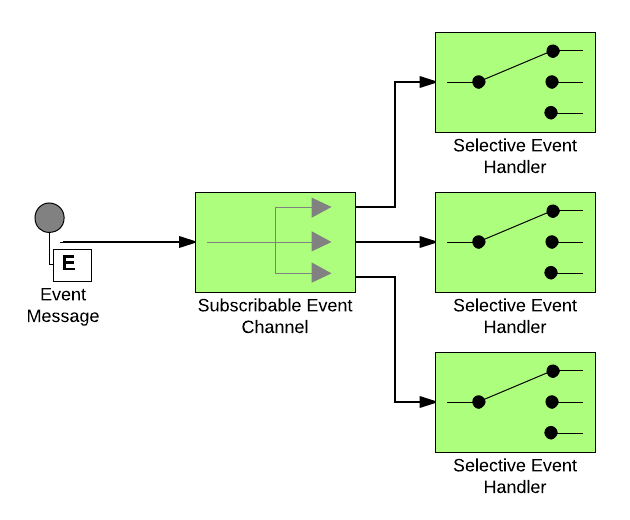 E
Event
Message
Subscribable Event
Channel
Selective Event
Handler
Selective Event
Handler
Selective Event
Handler